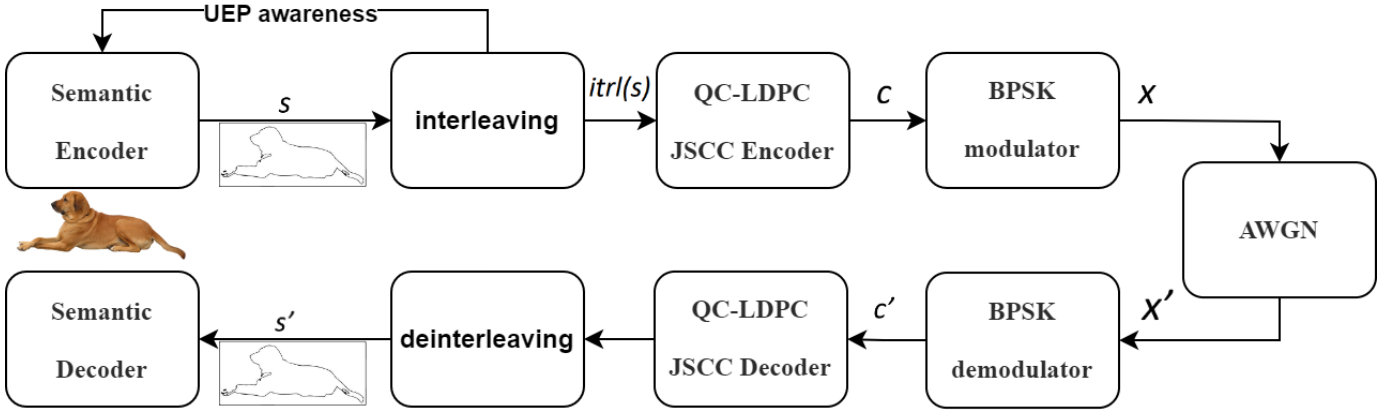 UEP awareness
Semantic
Encoder
s
interleaving
itrl(s)
QC-LDPC
JSCC Encoder
c
BPSK
modulator
x
AWGN
Semantic
Decoder
s’
deinterleaving
QC-LDPC
JSCC Decoder
c’
BPSK
demodulator
x’